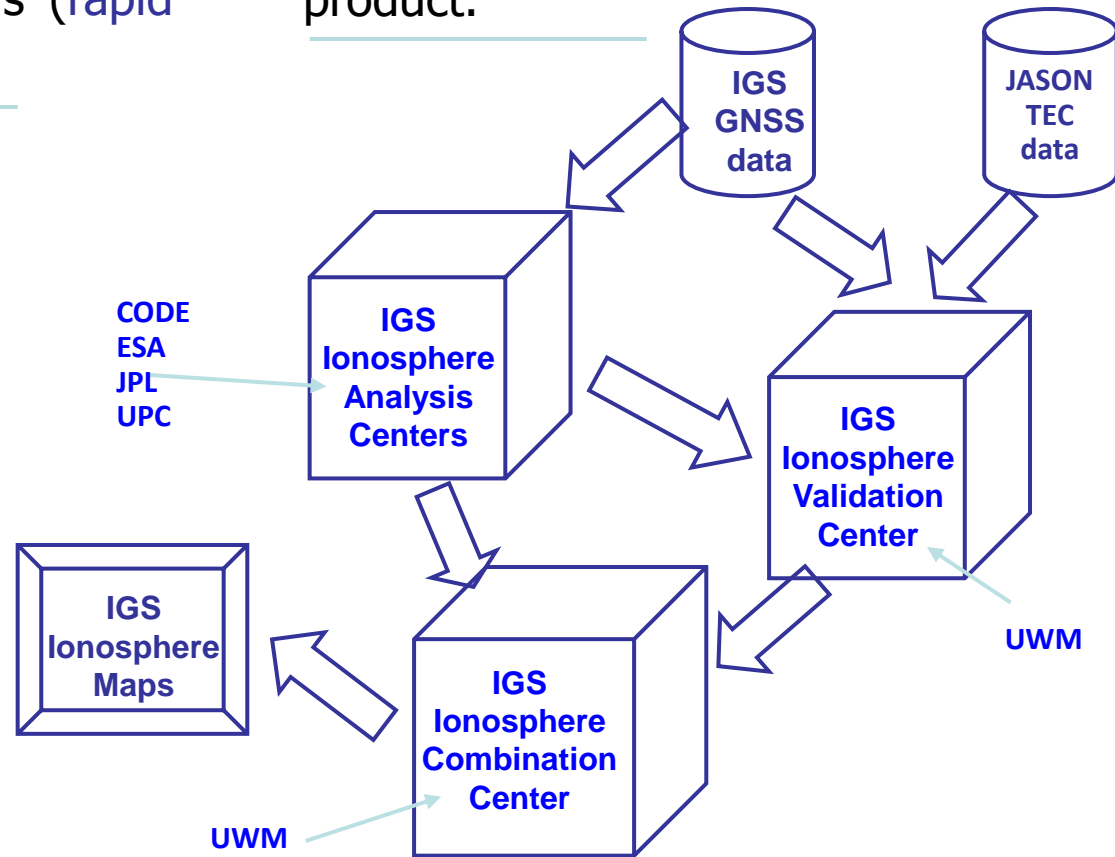 s (rapid
product.
IGS
GNSS
data
JASON
TEC
data
CODE
ESA
JPL
UPC
IGS
Ionosphere
Analysis
Centers
IGS
Ionosphere
Validation
Center
UWM
IGS
Ionosphere
Maps
IGS
Ionosphere
Combination
Center
UWM